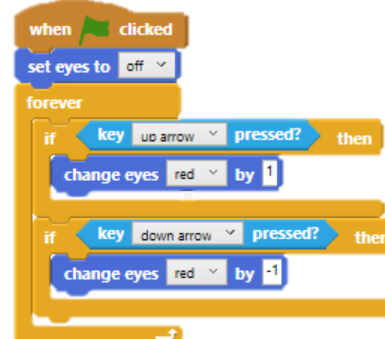 when clicked
set eyes to off
forever
if key up arrow pressed? then
change eyes red by 1
if key down arrow pressed? then
change eyes red by -1